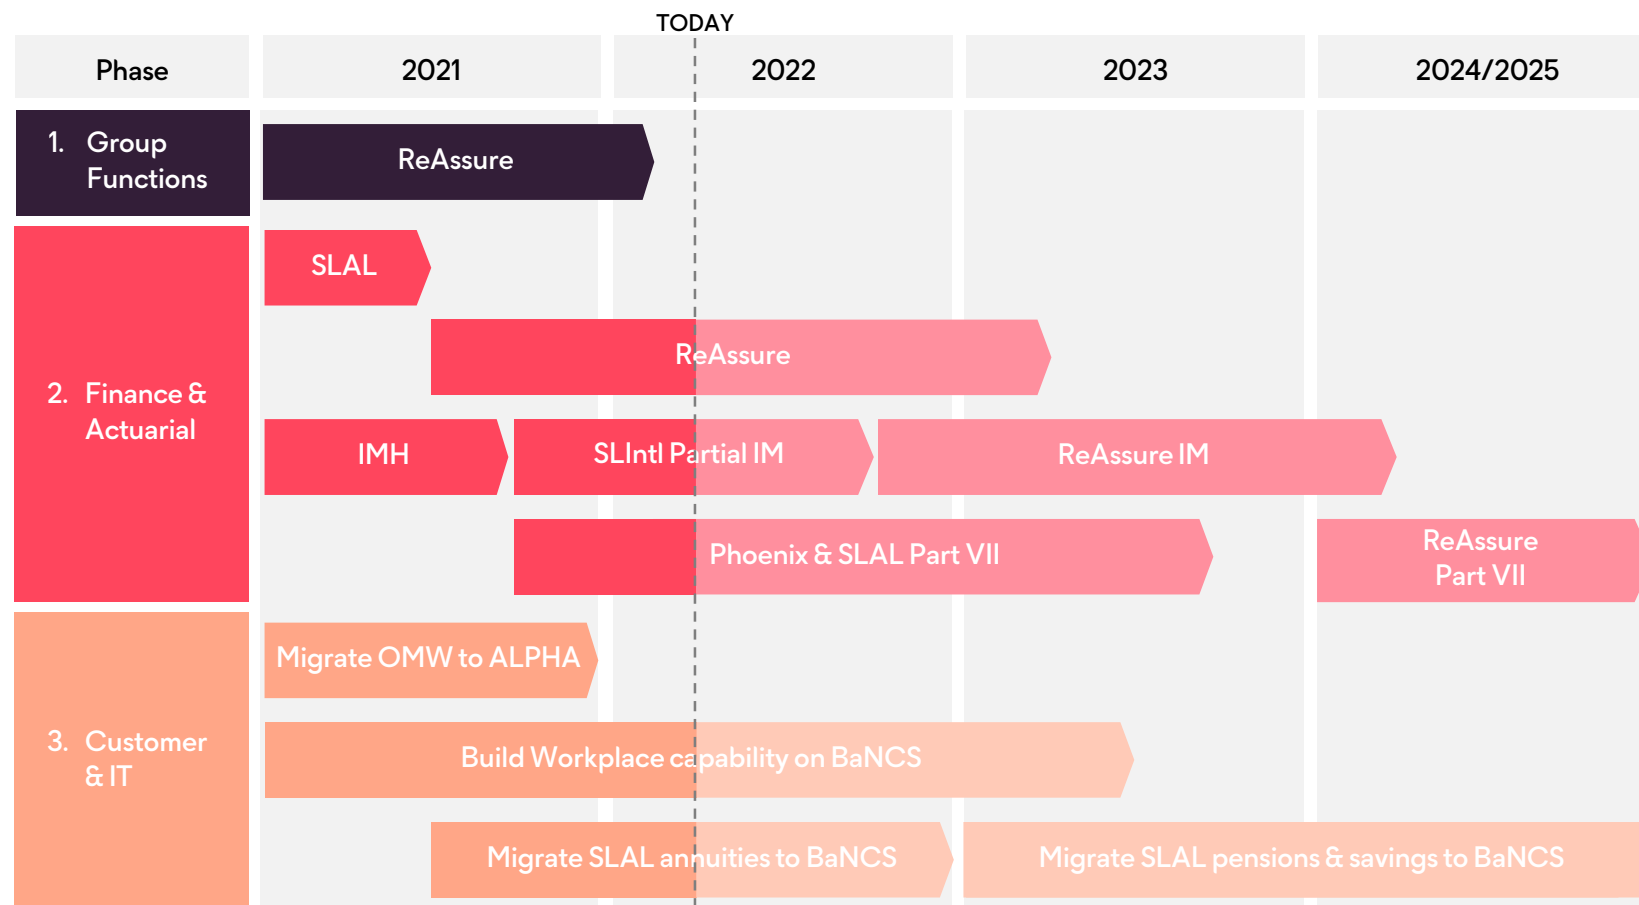 TODAY
Phase
2021
2022
2023
2024/2025
1. Group
Functions
ReAssure
2. Finance &
Actuarial
SLAL
ReAssure
IMH
SLIntl Partial IM
ReAssure IM
Phoenix & SLAL Part VII
ReAssure
Part VII
3. Customer
& IT
Migrate OMW to ALPHA
Build Workplace capability on BaNCS
Migrate SLAL annuities to BaNCS
Migrate SLAL pensions & savings to BaNCS